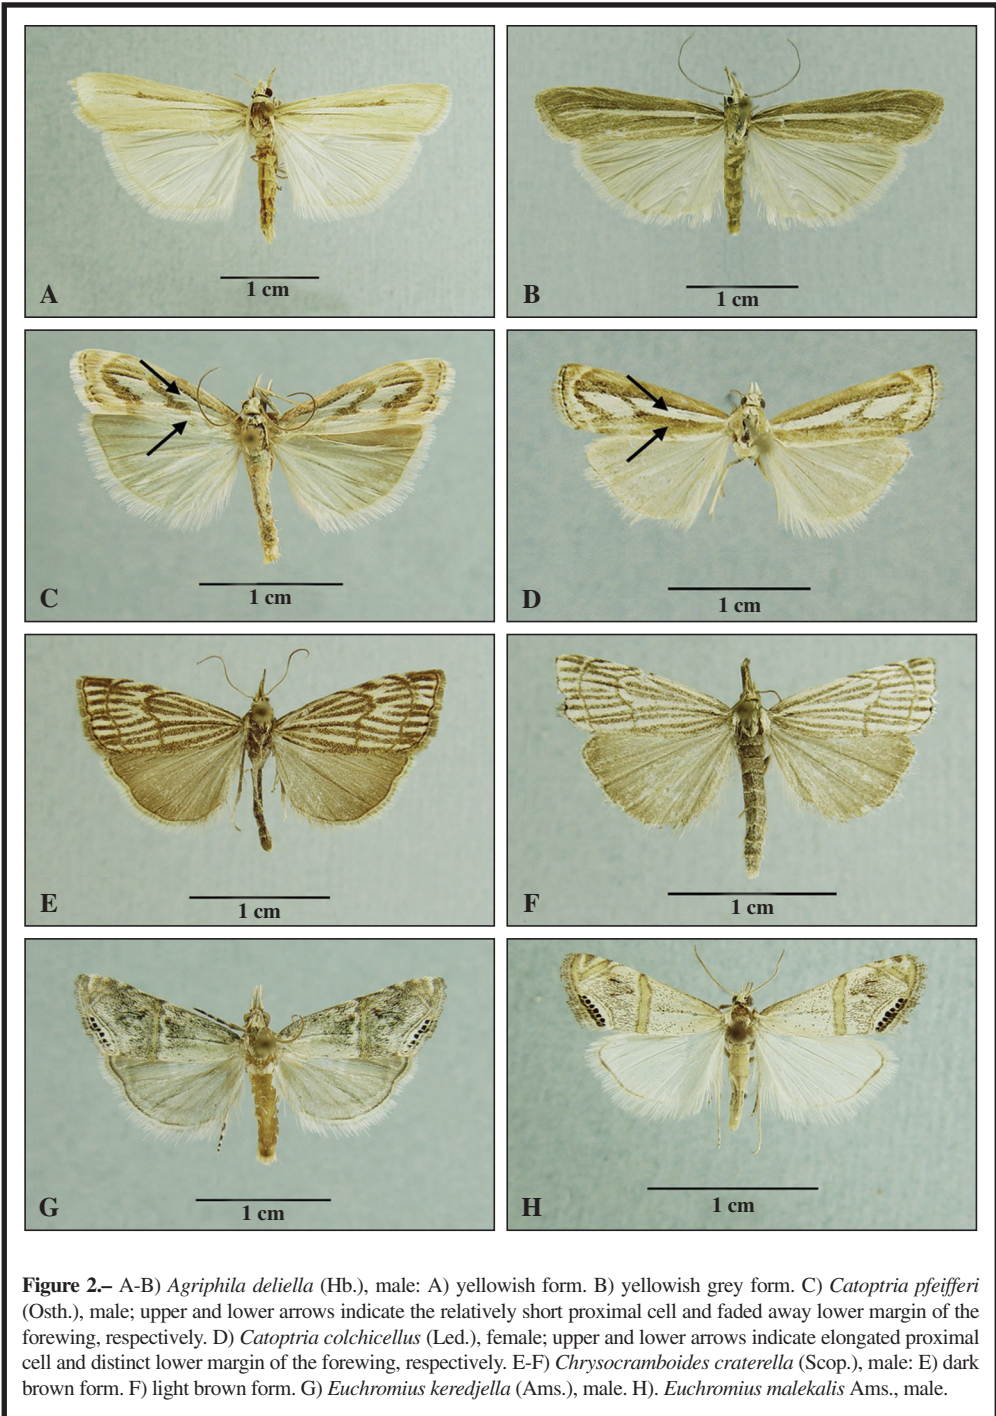 1 cm
A
1 cm
B
1 cm
C
1 cm
D
1 cm
E
1 cm
F
1 cm
G
1 cm
H
Figure 2.– A-B) Agriphila deliella (Hb.), male: A) yellowish form. B) yellowish grey form. C) Catoptria pfeifferi
(Osth.), male; upper and lower arrows indicate the relatively short proximal cell and faded away lower margin of the
forewing, respectively. D) Catoptria colchicellus (Led.), female; upper and lower arrows indicate elongated proximal
cell and distinct lower margin of the forewing, respectively. E-F) Chrysocramboides craterella (Scop.), male: E) dark
brown form. F) light brown form. G) Euchromius keredjella (Ams.), male. H). Euchromius malekalis Ams., male.